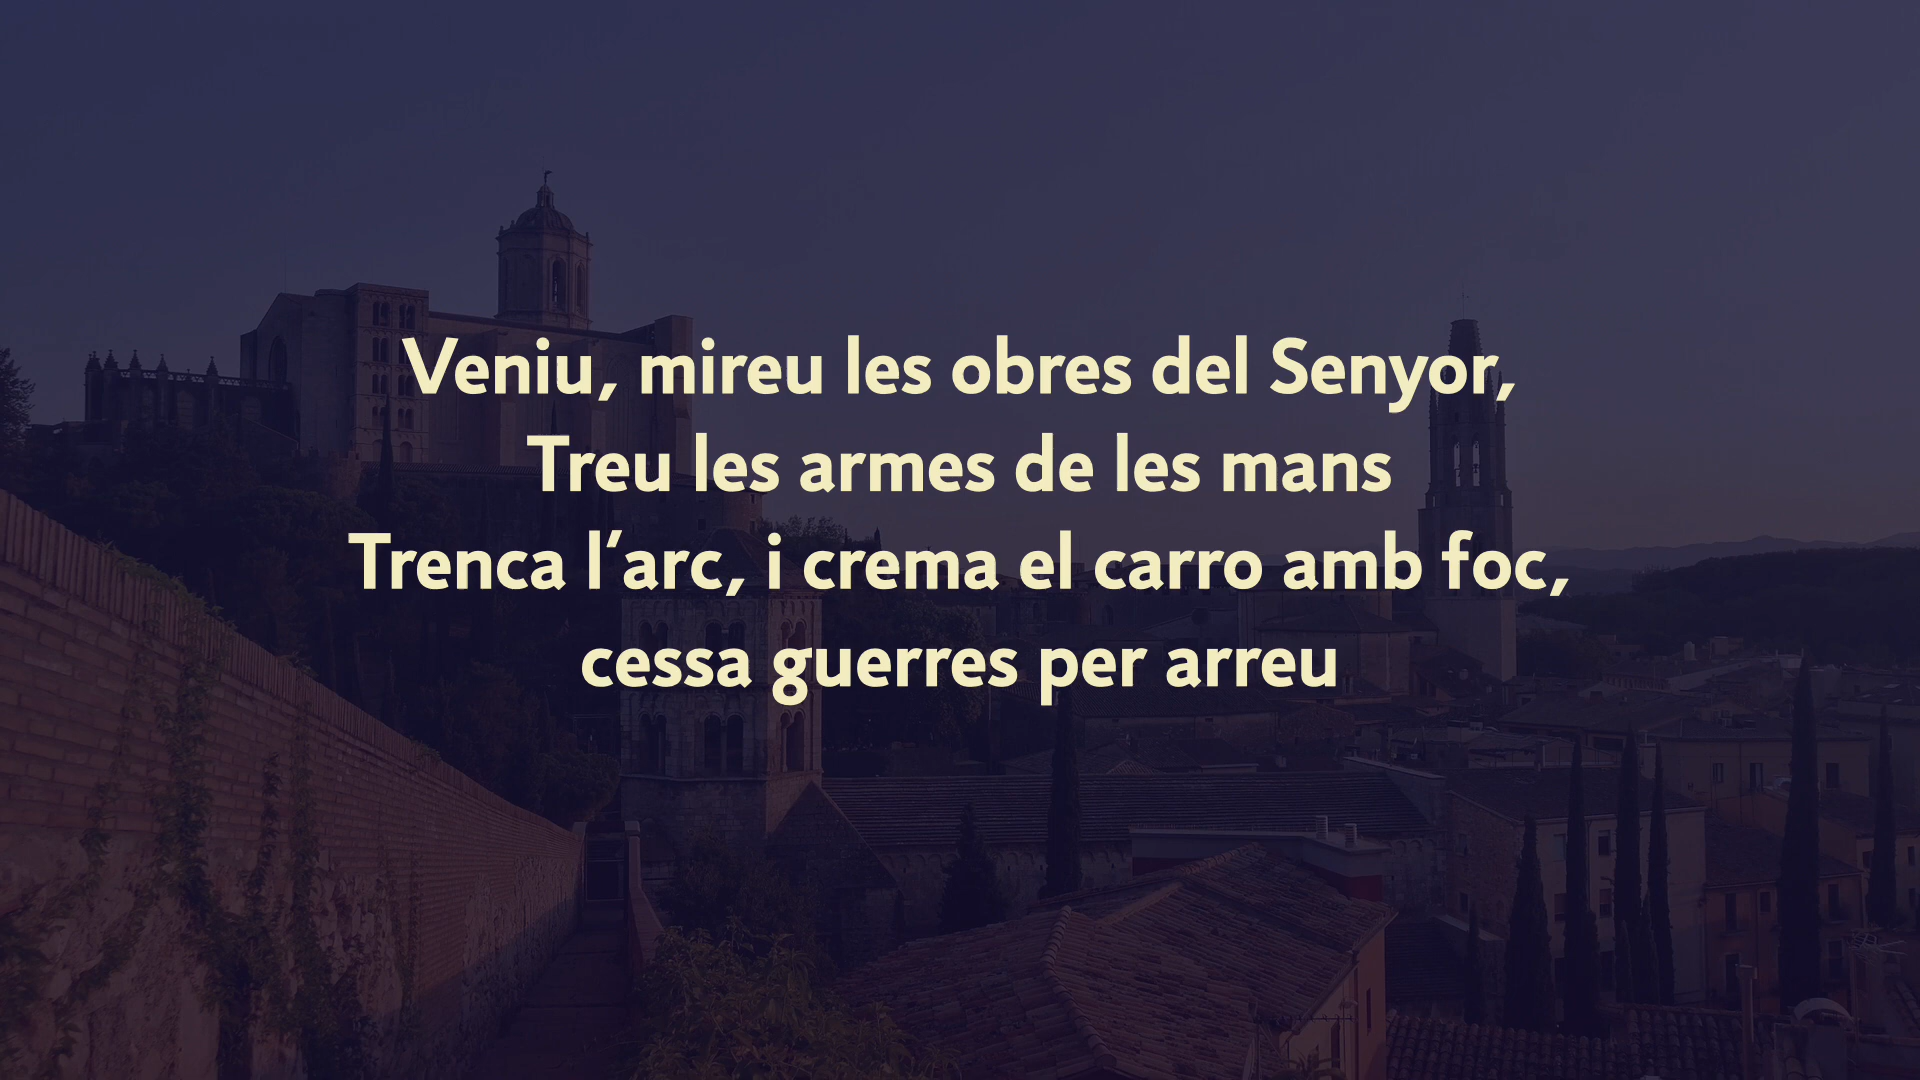 Veniu, mireu les obres del Senyor,
Treu les armes de les mans
Trenca l’arc, i crema el carro amb foc,
cessa guerres per arreu